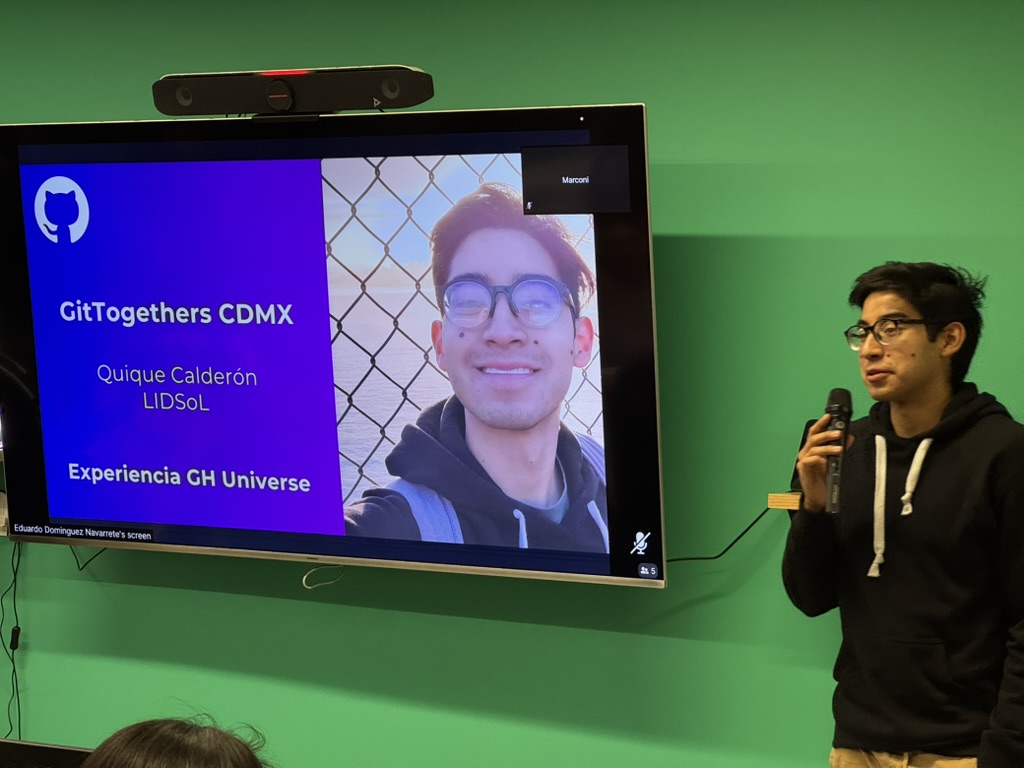 Marconi
GitTogethers CDMX
Quique Calderón
LIDSoL
Experiencia GH Universe
Eduardo Dominguez Navarrete's screen
5